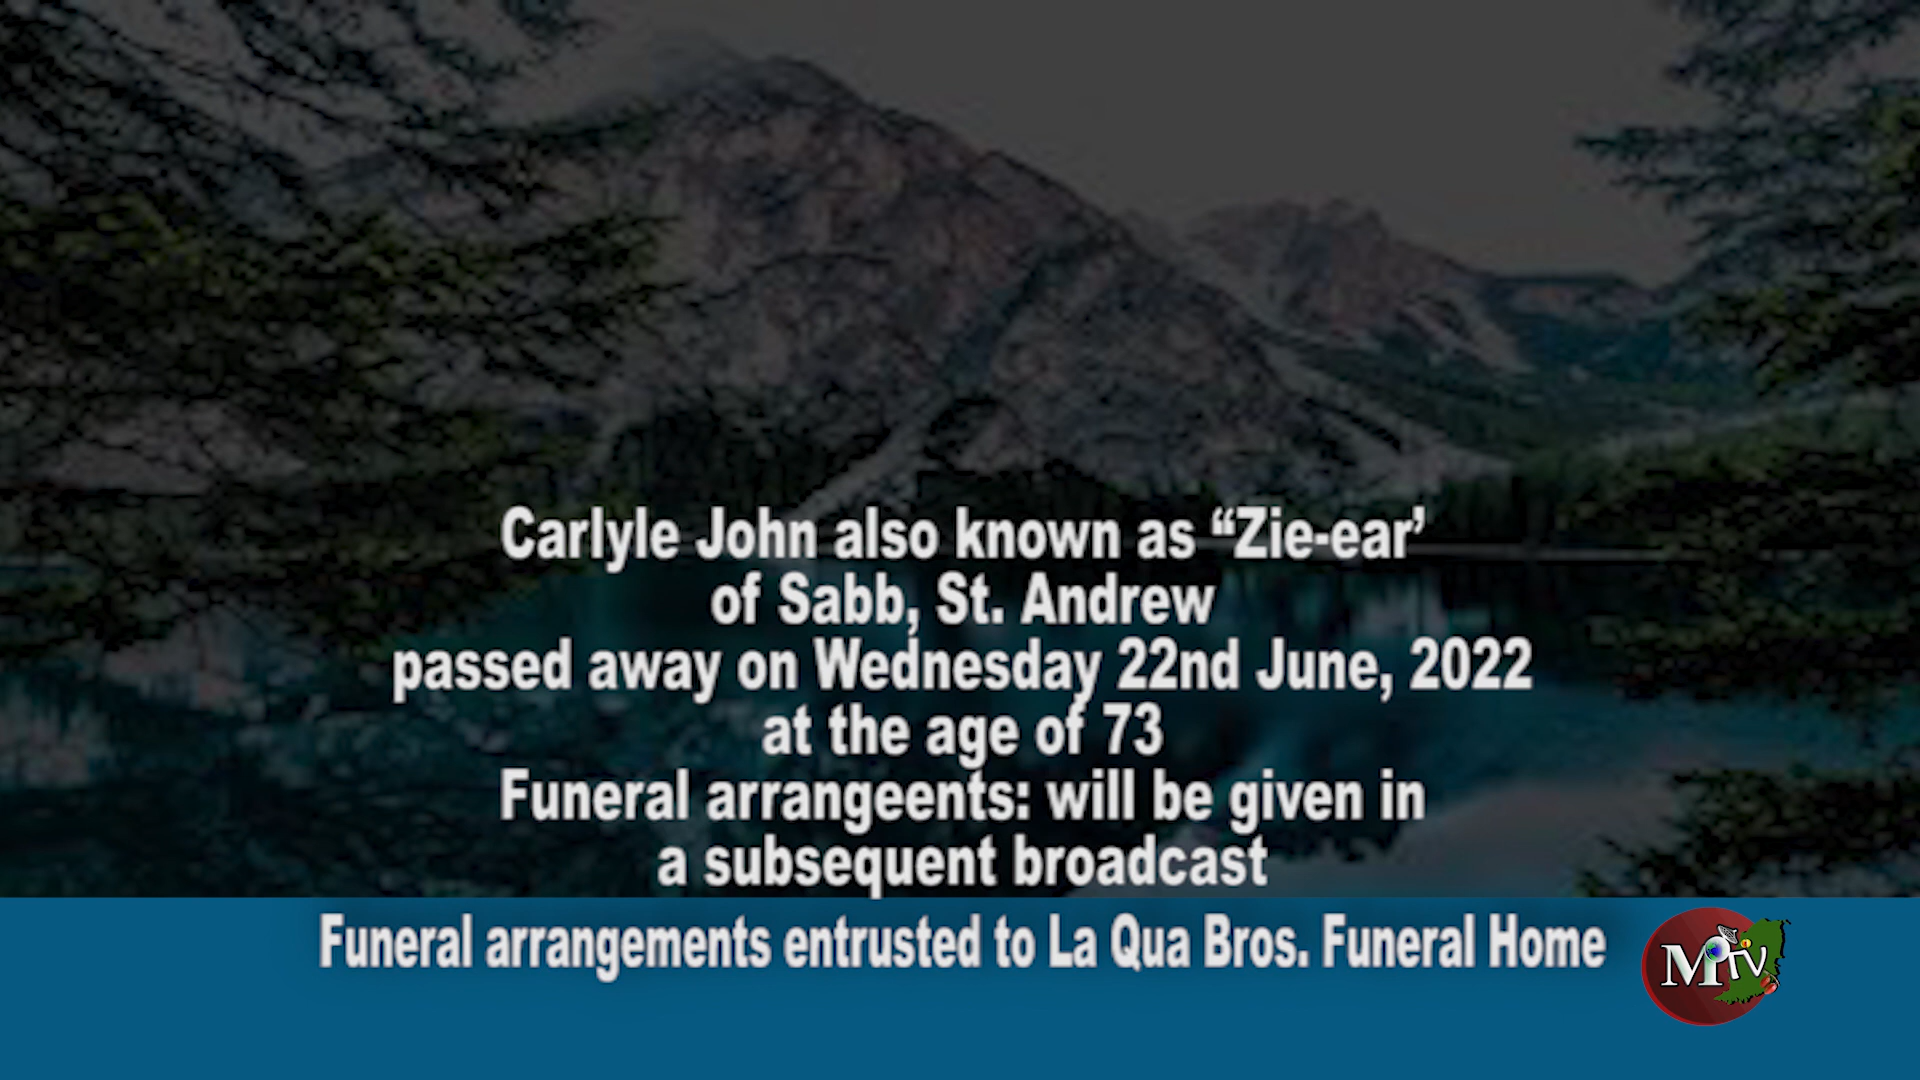 Carlyle John also known as “Zie-ear’
of Sabb, St. Andrew
passed away on Wednesday 22nd June, 2022
at the age of 73
Funeral arrangeents: will be given in
a subsequent broadcast
Funeral arrangements entrusted to La Qua Bros. Funeral Home
MTV